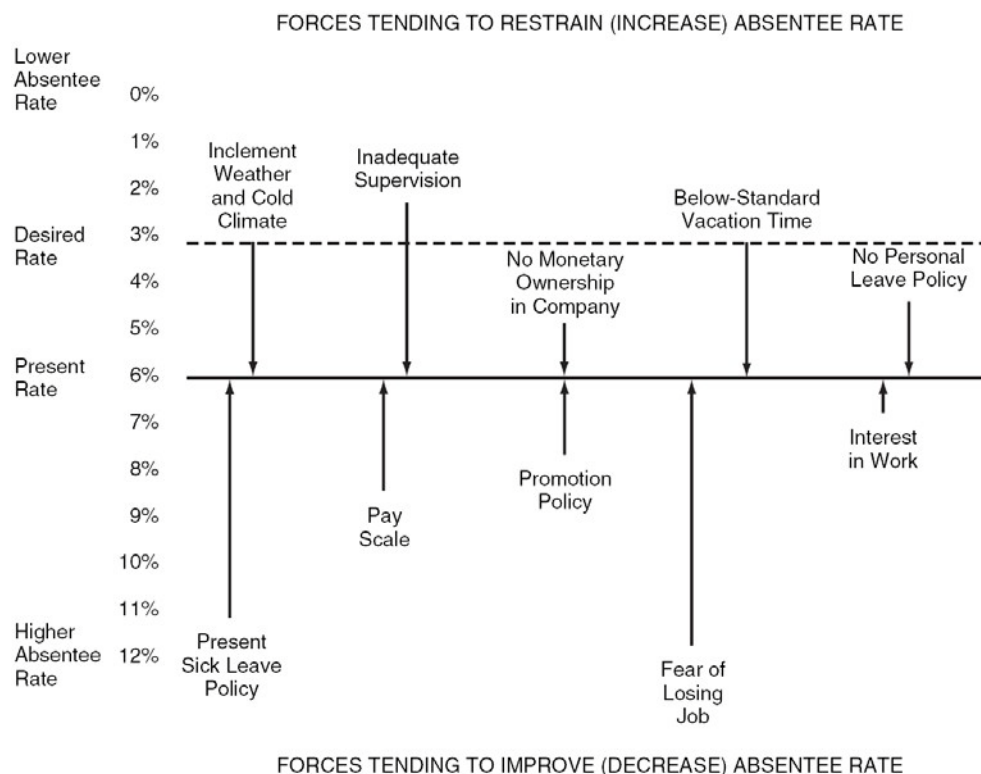 FORCES TENDING TO RESTRAIN (INCREASE) ABSENTEE RATE
Lower
Absentee
Rate
0%
1%
Inclement
Weather
and Cold
Climate
Inadequate
Supervision
2%
Below-Standard
Vacation Time
Desired
Rate
3%
No Monetary
Ownership
in Company
No Personal
Leave Policy
4%
5%
Present
Rate
6%
7%
Interest
in Work
8%
Promotion
Policy
9%
Pay
Scale
10%
11%
Higher
Absentee
Rate
12%
Present
Sick Leave
Policy
Fear of
Losing
Job
FORCES TENDING TO IMPROVE (DECREASE) ABSENTEE RATE